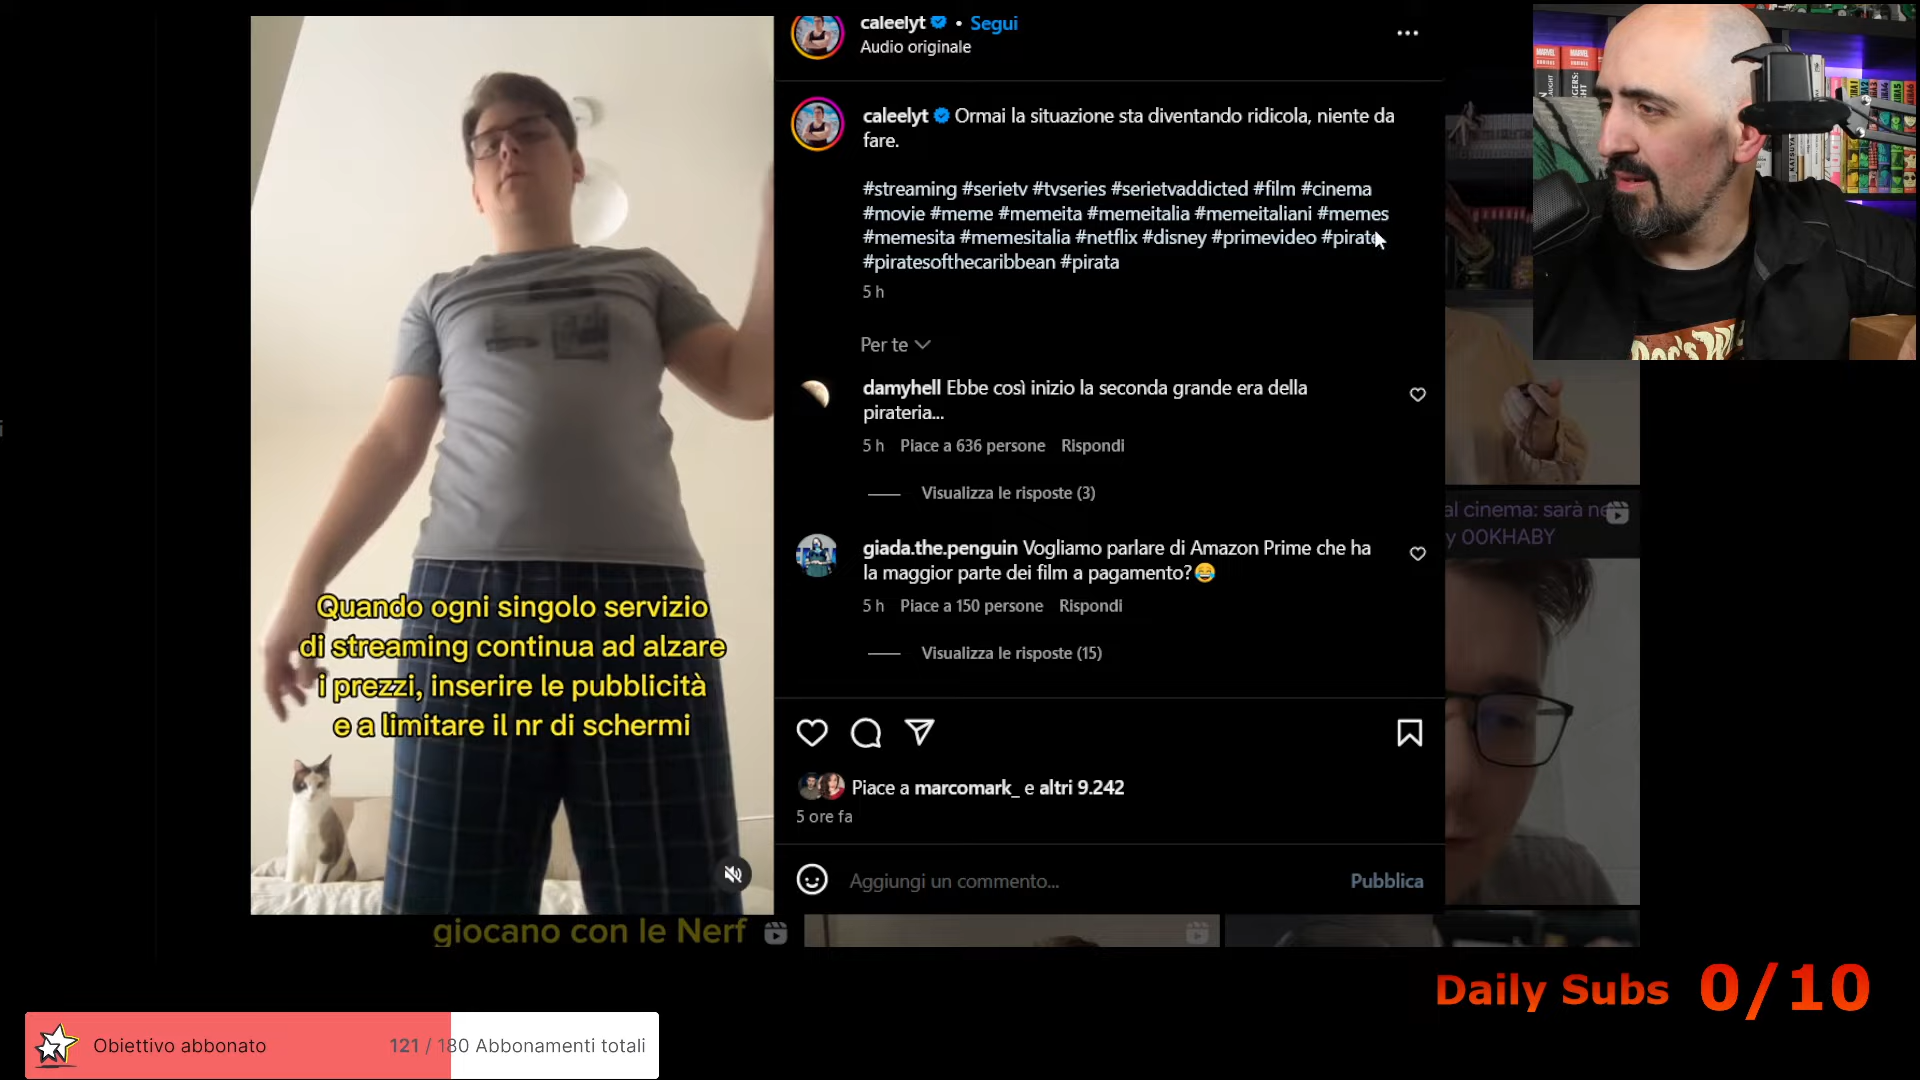 caleelyt • Segui
Audio originale
caleelyt Ormai la situazione sta diventando ridicola, niente da
fare.
#streaming #serietv #tvseries #serietvaddicted #film #cinema
#movie #meme #memeita #memeitalia #memeitaliani #memes
#memesita #memesitalia #netflix #disney #primevideo #pirate
#piratesofthecaribbean #pirata
5 h
Per te
damyhell Ebbe così inizio la seconda grande era della
pirateria...
5 h Piace a 636 persone Rispondi
Visualizza le risposte (3)
giada.the.penguin Vogliamo parlare di Amazon Prime che ha
la maggior parte dei film a pagamento?😂
5 h Piace a 150 persone Rispondi
Visualizza le risposte (15)
Piace a marcomark_ e altri 9.242
5 ore fa
Aggiungi un commento...
Pubblica
Quando ogni singolo servizio
di streaming continua ad alzare
i prezzi, inserire le pubblicità
e a limitare il nr di schermi
giocano con le Nerf
al cinema: sarà ne
y 00KHABY
MARVEL
MARVEL
Daily Subs 0/10
Obiettivo abbonato 121 / 180 Abbonamenti totali